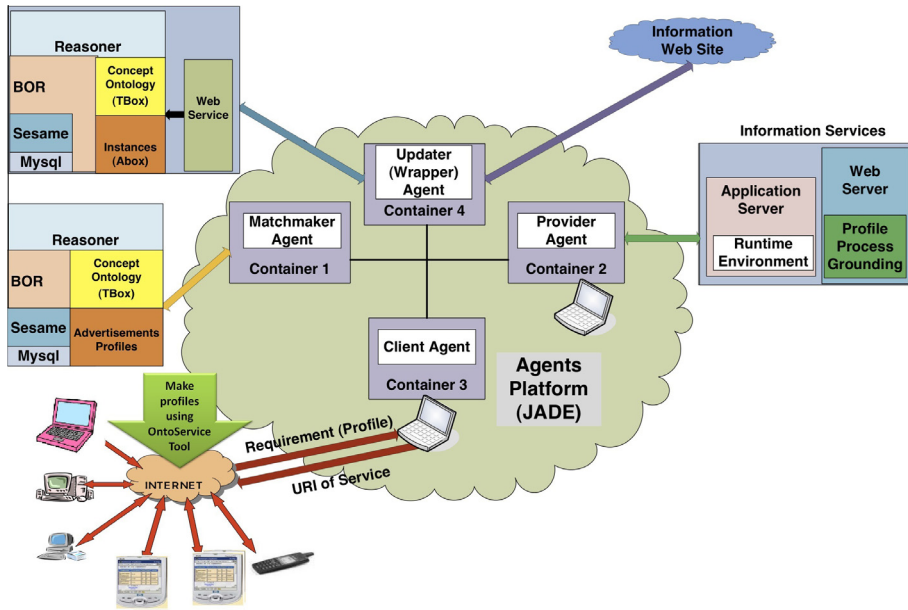 Reasoner
BOR
Concept
Ontology
(TBox)
Web
Service
Sesame
Instances
(Abox)
Mysql
Information
Web Site
Updater
(Wrapper)
Agent
Container 4
Information Services
Application
Server
Web
Server
Runtime
Environment
Profile
Process
Grounding
Matchmaker
Agent
Container 1
Provider
Agent
Container 2
Reasoner
BOR
Concept
Ontology
(TBox)
Sesame
Advertisements
Profiles
Mysql
Client Agent
Container 3
Agents
Platform
(JADE)
Make
profiles
using
OntoService
Tool
Requirement (Profile)
URI of Service
INTERNET